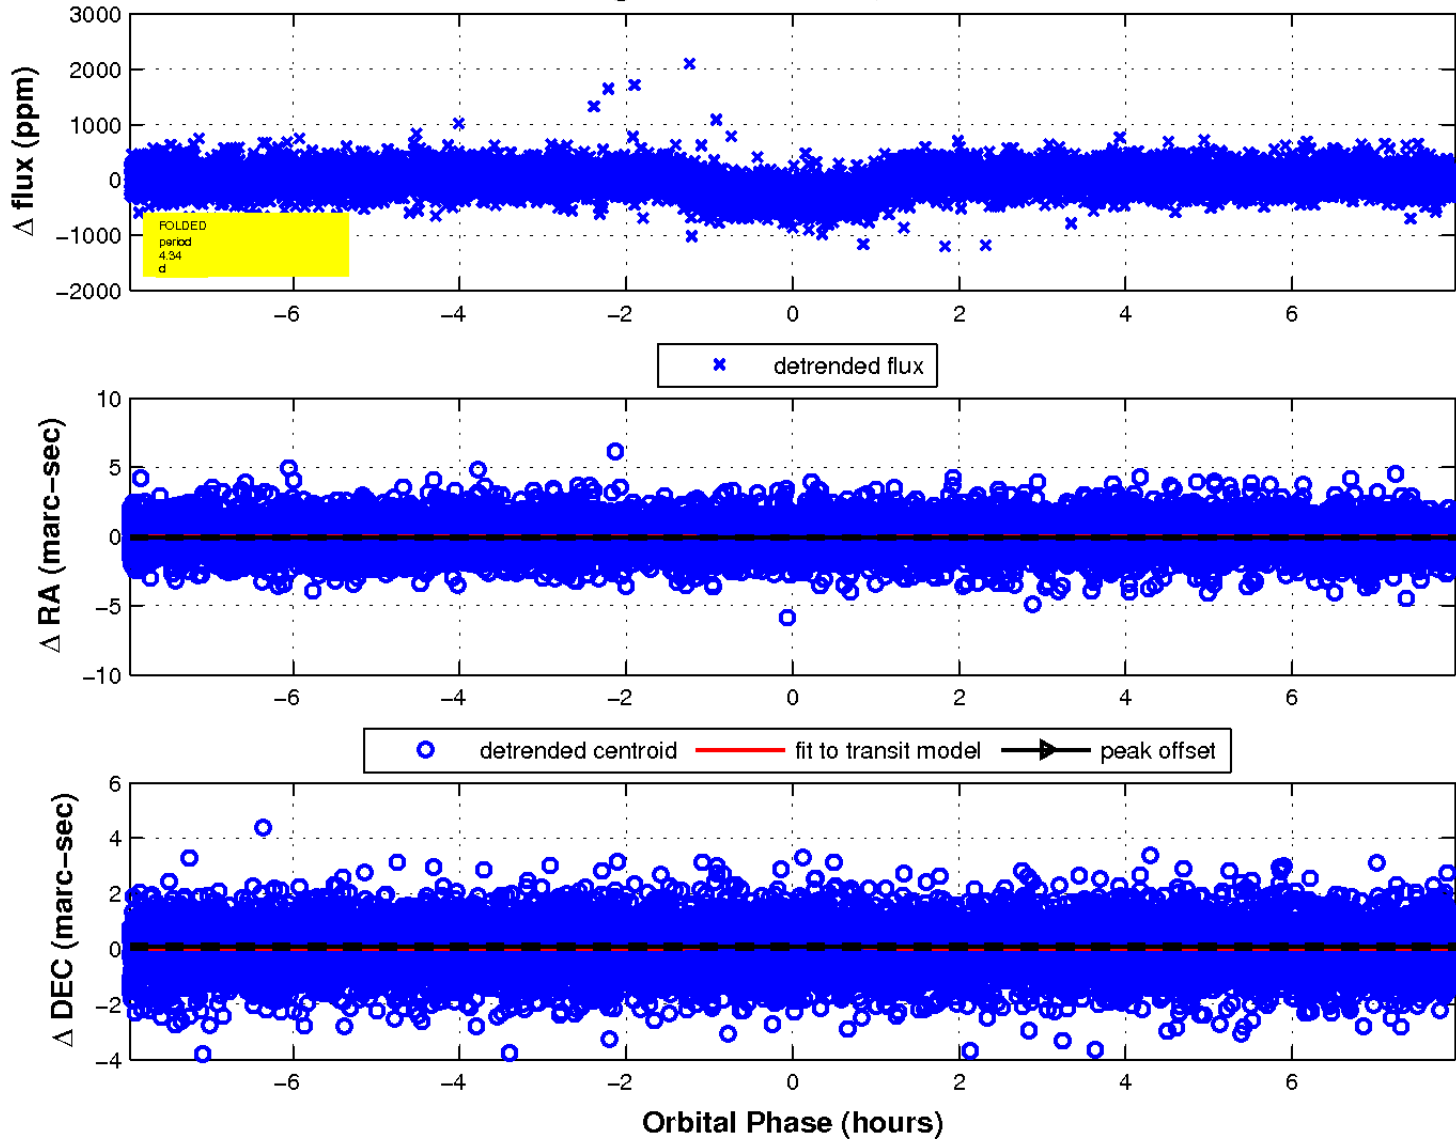 3000
2000
1000
0
−1000
−2000
Δ flux (ppm)
FOLDED
period
4.34
d
−6 −4 −2 0 2 4 6
detrended flux
10
5
0
−5
−10
Δ RA (marc−sec)
−6 −4 −2 0 2 4 6
detrended centroid fit to transit model peak offset
6
4
2
0
−2
−4
Δ DEC (marc−sec)
−6 −4 −2 0 2 4 6
Orbital Phase (hours)